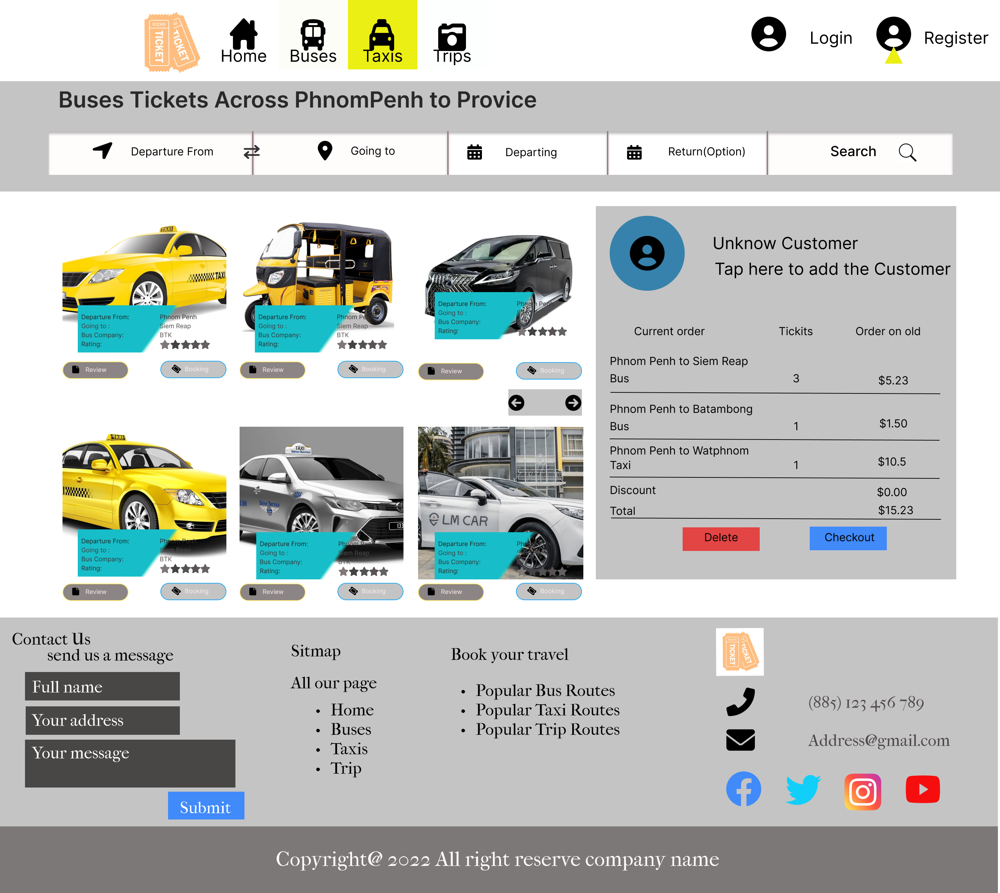 012345
TICKET
45
TICKET
Home
Buses
Taxis
Trips
Login
Register
Buses Tickets Across PhnomPenh to Provice
Departure From
Going to
Departing
Return(Option)
Search
TAXI
TAXI
Departure From: Phnom Penh
Going to : Siem Reap
Bus Company: BTK
Rating:
Review
Booking
Departure From: Phnom Pe
Going to : Siem Reap
Bus Company: BTK
Rating:
Review
Booking
Departure From: Phnom Penh
Going to :
Bus Company:
Rating:
Review
Booking
Unknow Customer
Tap here to add the Customer
Current order Tickits Order on old
Phnom Penh to Siem Reap
Bus 3 $5.23
Phnom Penh to Batambong
Bus 1 $1.50
Phnom Penh to Watphnom
Taxi 1 $10.5
Discount $0.00
Total $15.23
Delete
Checkout
TAXI
Departure From: Phnom Penh
Going to : Siem Reap
Bus Company: BTK
Rating:
Review
Booking
TAXI
Silver Service
1234
3100
Silver Service
133
Departure From: Phnom Penh
Going to : Siem Reap
Bus Company: BTK
Rating:
Review
Booking
LM CAR
Departure From:
Going to :
Bus Company:
Rating:
Review
Booking
Contact Us
send us a message
Full name
Your address
Your message
Submit
Sitmap
All our page
• Home
• Buses
• Taxis
• Trip
Book your travel
• Popular Bus Routes
• Popular Taxi Routes
• Popular Trip Routes
TICKET
TICKET
(885) 123 456 789
Address@gmail.com
Copyright@ 2022 All right reserve company name